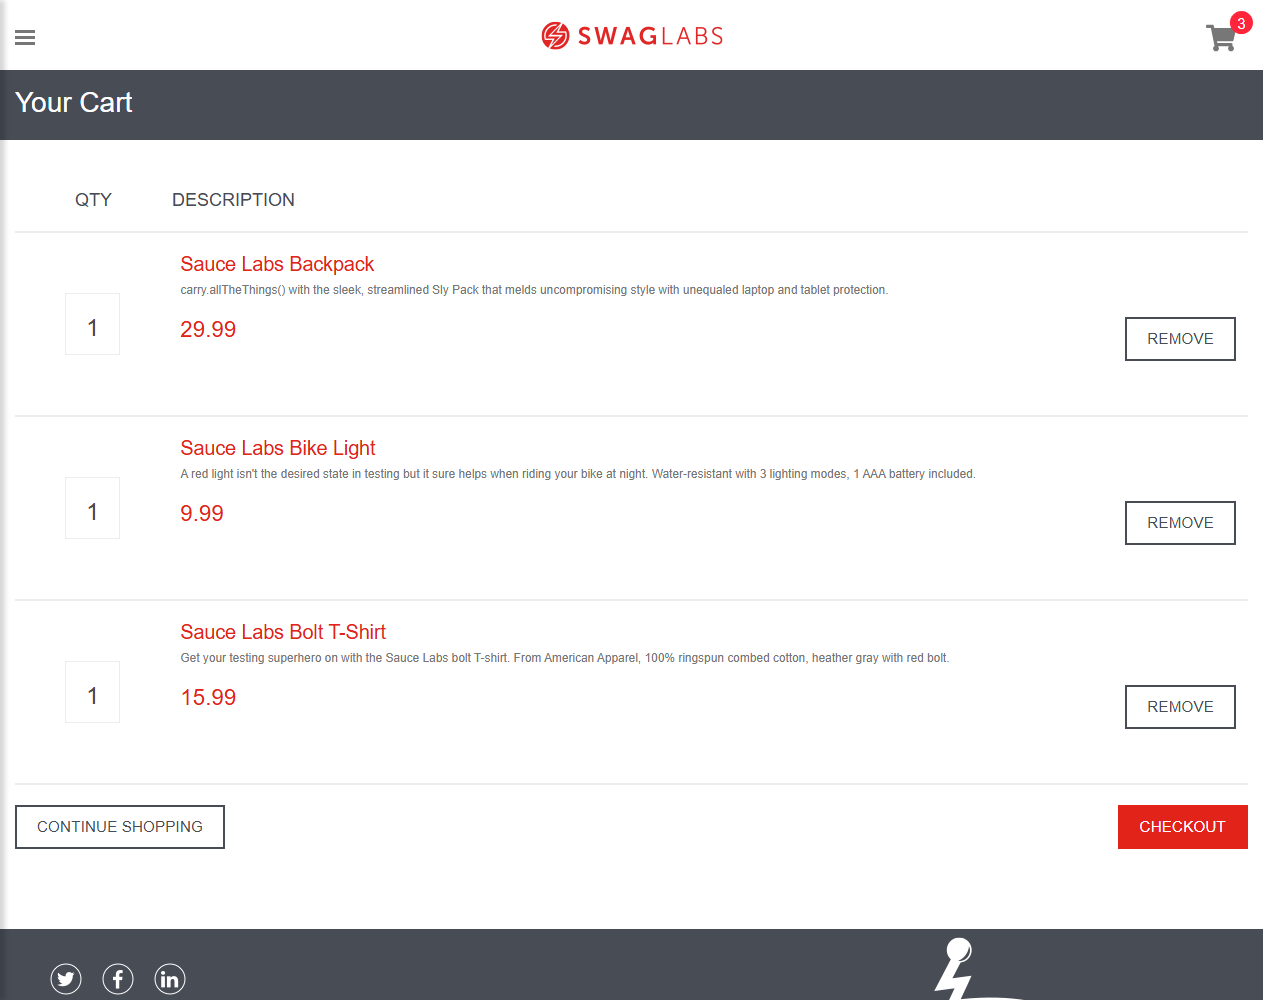 SWAGLABS
3
Your Cart
QTY DESCRIPTION
Sauce Labs Backpack
carry.allTheThings() with the sleek, streamlined Sly Pack that melds uncompromising style with unequaled laptop and tablet protection.
1
29.99
REMOVE
Sauce Labs Bike Light
A red light isn't the desired state in testing but it sure helps when riding your bike at night. Water-resistant with 3 lighting modes, 1 AAA battery included.
1
9.99
REMOVE
Sauce Labs Bolt T-Shirt
Get your testing superhero on with the Sauce Labs bolt T-shirt. From American Apparel, 100% ringspun combed cotton, heather gray with red bolt.
1
15.99
REMOVE
CONTINUE SHOPPING
CHECKOUT